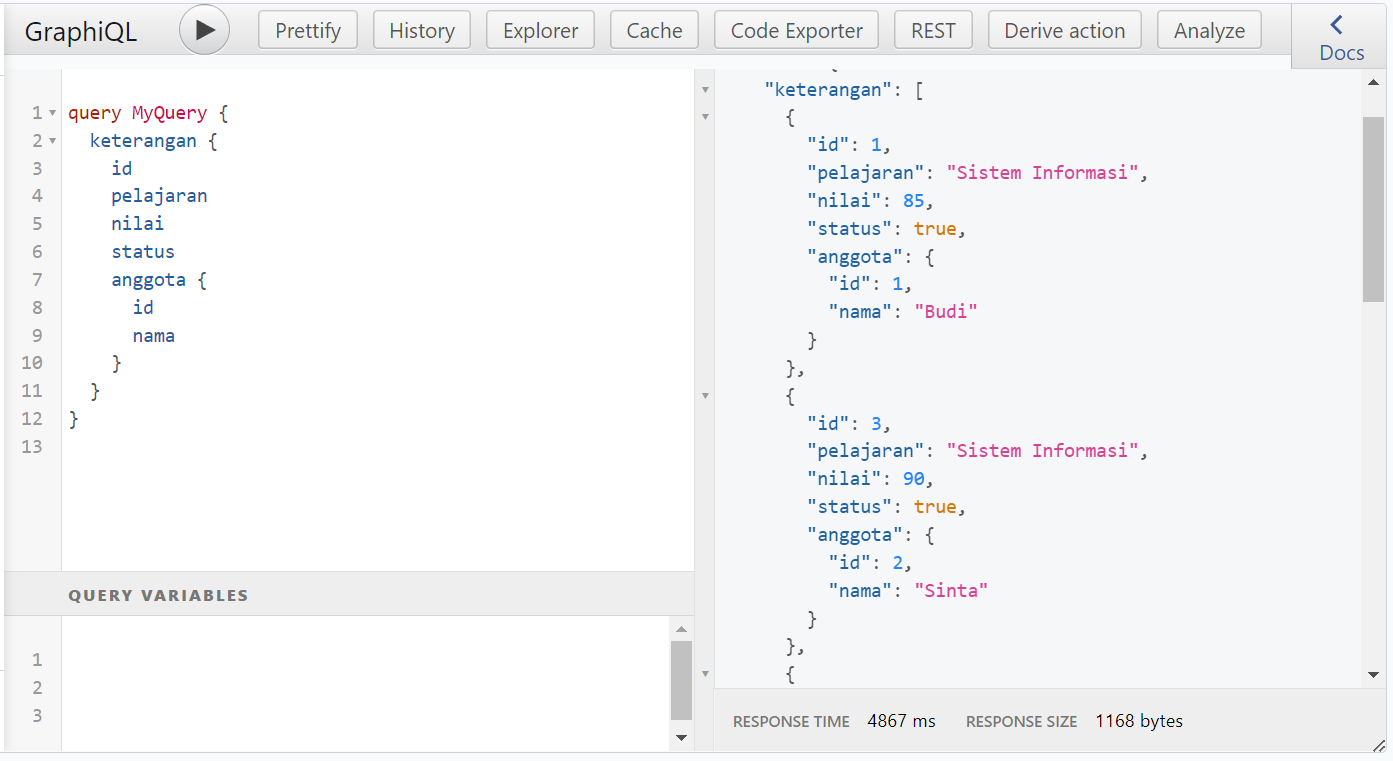 GraphiQL
Prettify History Explorer Cache Code Exporter REST Derive action Analyze
Docs
1 query MyQuery {
2 keterangan {
3 id
4 pelajaran
5 nilai
6 status
7 anggota {
8 id
9 nama
10 }
11 }
12 }
13
QUERY VARIABLES
1
2
3
"keterangan": [
{
"id": 1,
"pelajaran": "Sistem Informasi",
"nilai": 85,
"status": true,
"anggota": {
"id": 1,
"nama": "Budi"
}
},
{
"id": 3,
"pelajaran": "Sistem Informasi",
"nilai": 90,
"status": true,
"anggota": {
"id": 2,
"nama": "Sinta"
}
},
{
RESPONSE TIME 4867 ms RESPONSE SIZE 1168 bytes